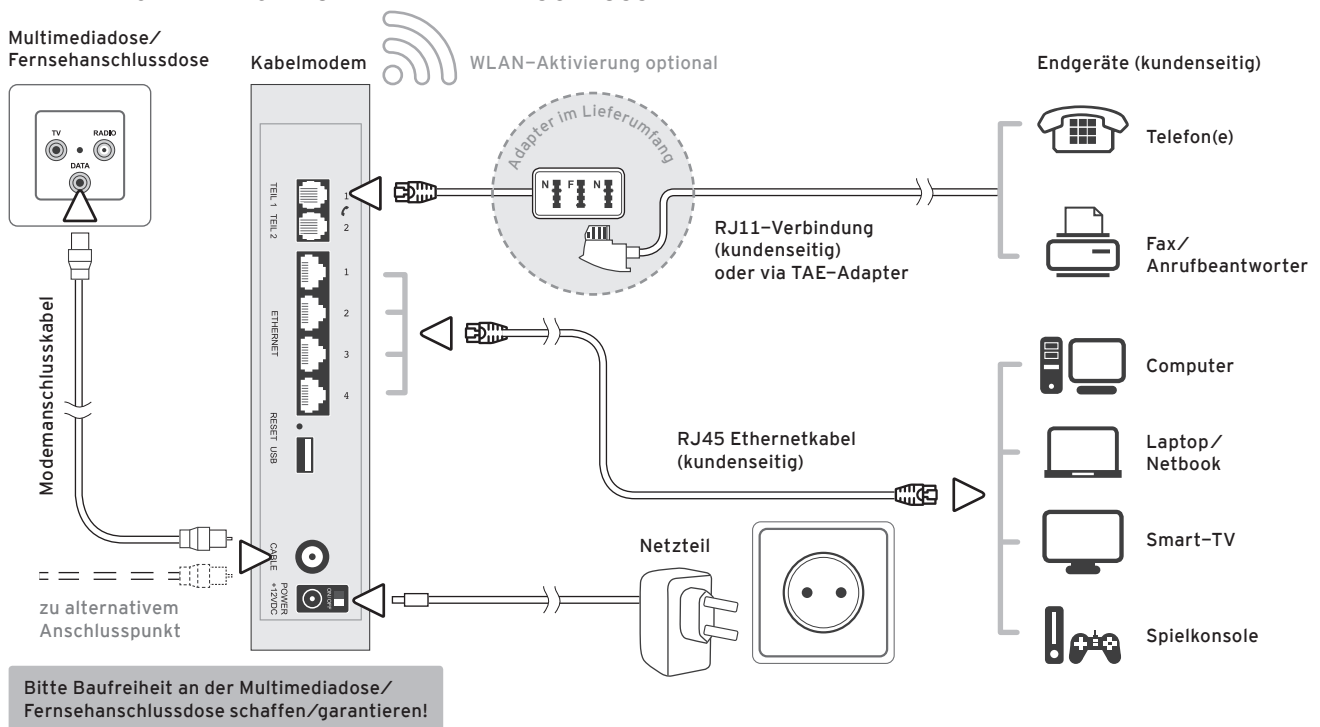 Multimediadose/
Fernsehanschlussdose
Kabelmodem
WLAN–Aktivierung optional
Endgeräte (kundenseitig)
TV
RADIO
DATA
Adapter im Lieferumfang
N F N
TEIL 1 TEIL 2
1
2
Telefon(e)
RJ11–Verbindung
(kundenseitig)
oder via TAE–Adapter
Fax/
Anrufbeantworter
Modemanschlusskabel
ETHERNET
1
2
3
4
Computer
RESET USB
RJ45 Ethernetkabel
(kundenseitig)
Laptop/
Netbook
CABLE
Netzteil
Smart–TV
POWER
+12VDC
ON/OFF
zu alternativem
Anschlusspunkt
Spielkonsole
Bitte Baufreiheit an der Multimediadose/
Fernsehanschlussdose schaffen/garantieren!